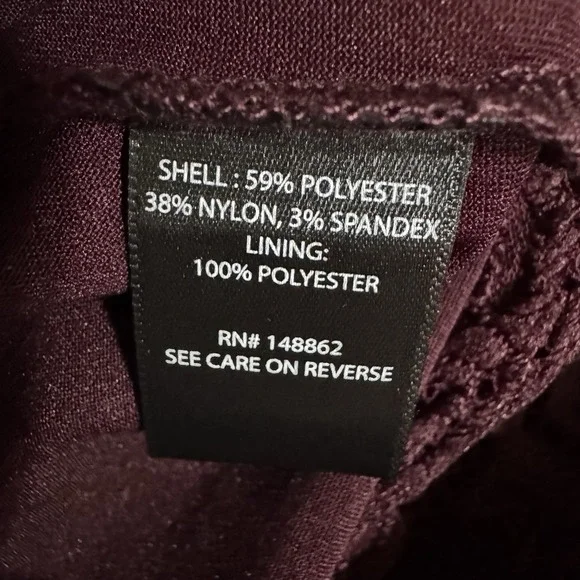 SHELL : 59% POLYESTER
38% NYLON, 3% SPANDEX
LINING:
100% POLYESTER
RN# 148862
SEE CARE ON REVERSE